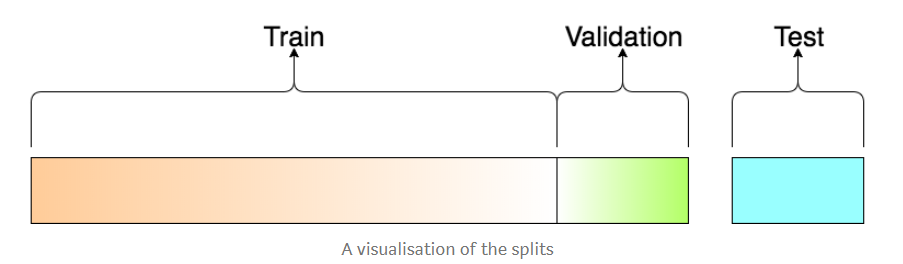 Train Validation Test
A visualisation of the splits